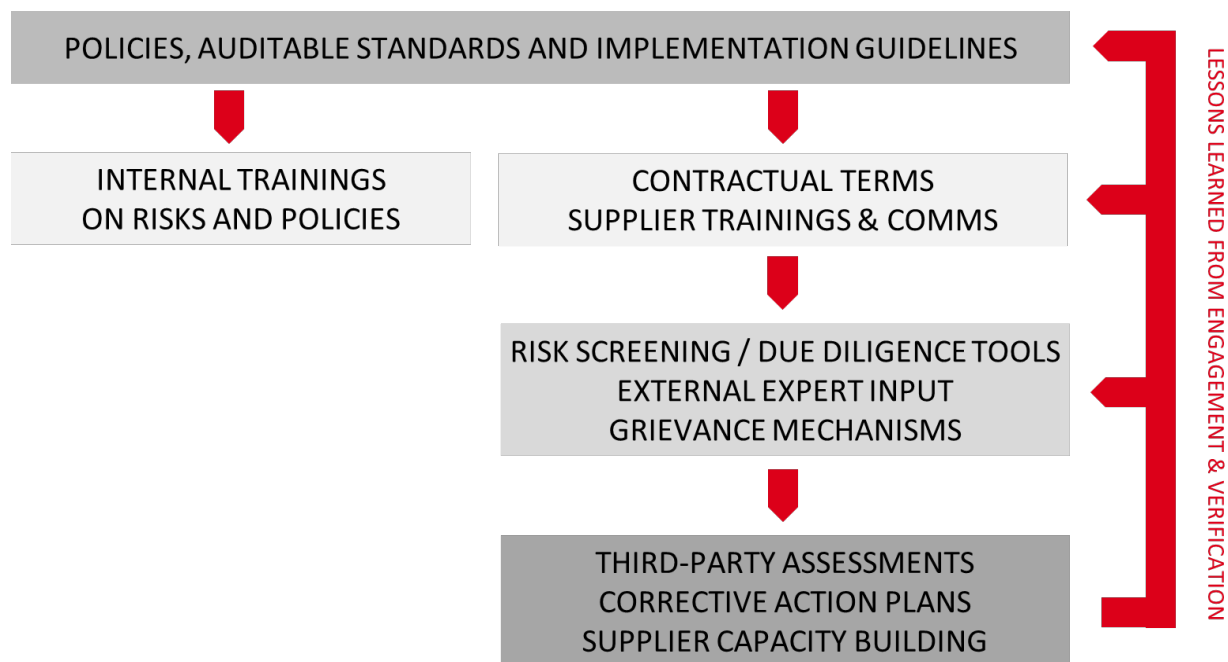 POLICIES, AUDITABLE STANDARDS AND IMPLEMENTATION GUIDELINES
INTERNAL TRAININGS
ON RISKS AND POLICIES
CONTRACTUAL TERMS
SUPPLIER TRAININGS & COMMS
RISK SCREENING / DUE DILIGENCE TOOLS
EXTERNAL EXPERT INPUT
GRIEVANCE MECHANISMS
THIRD-PARTY ASSESSMENTS
CORRECTIVE ACTION PLANS
SUPPLIER CAPACITY BUILDING
LESSONS LEARNED FROM ENGAGEMENT & VERIFICATION